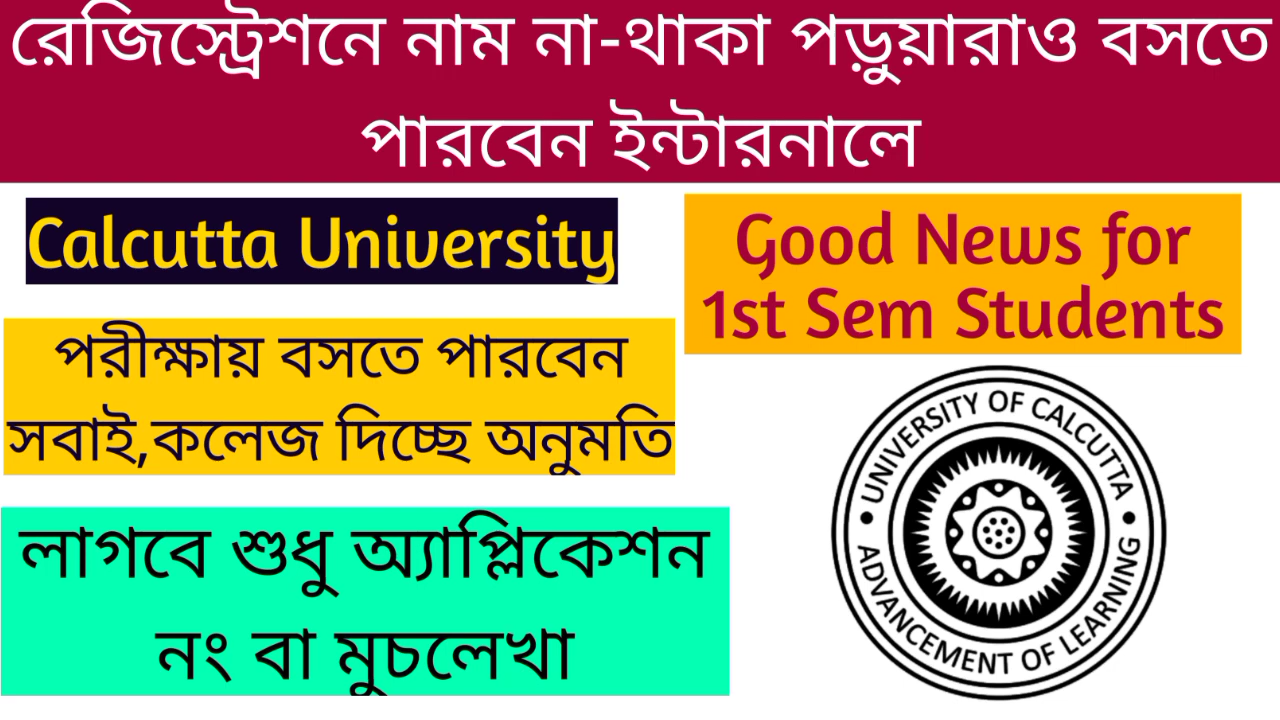 রেজিস্ট্রেশনে নাম না-থাকা পড়ুয়ারাও বসতে
পারবেন ইন্টারনালে
Calcutta University
Good News for
1st Sem Students
পরীক্ষায় বসতে পারবেন
সবাই,কলেজ দিচ্ছে অনুমতি
লাগবে শুধু অ্যাপ্লিকেশন
নং বা মুচলেখা
UNIVERSITY OF CALCUTTA
ADVANCEMENT OF LEARNING